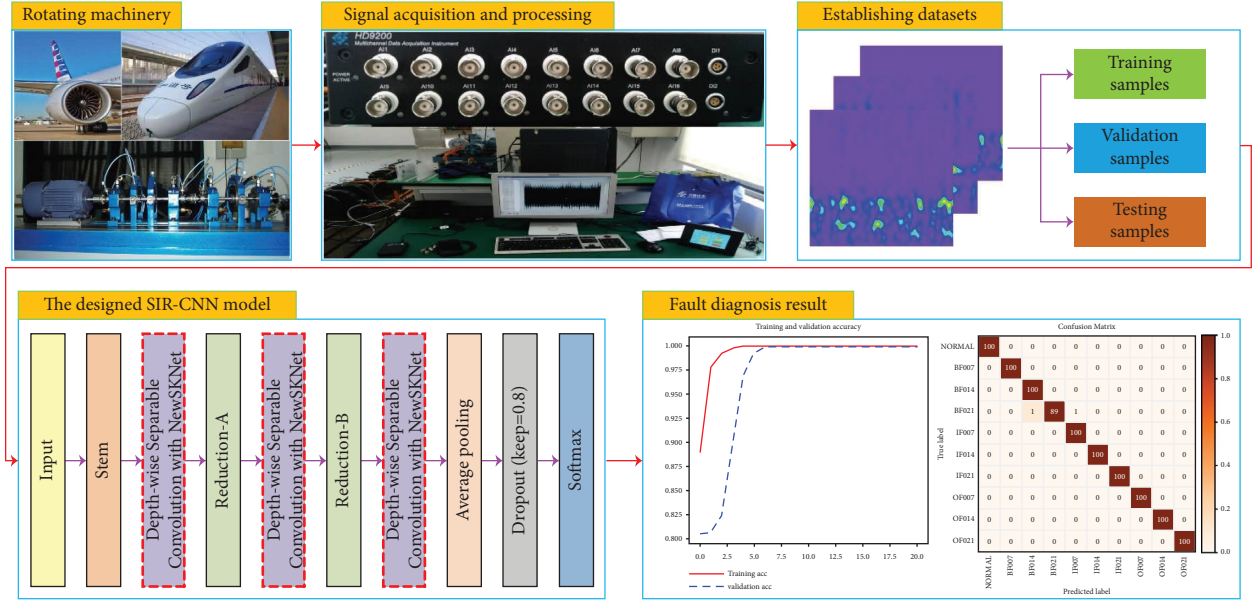 Rotating machinery
Signal acquisition and processing
HD9200
Multichannel Data Acquisition Instrument
AI1 AI2 AI3 AI4 AI5 AI6 AI7 AI8 DI1
POWER
ACTIVE
AI9 AI10 AI11 AI12 AI13 AI14 AI15 AI16 DI2
Establishing datasets
Training
samples
Validation
samples
Testing
samples
The designed SIR-CNN model
Input
Stem
Depth-wise Separable
Convolution with NewSKNet
Reduction-A
Depth-wise Separable
Convolution with NewSKNet
Reduction-B
Depth-wise Separable
Convolution with NewSKNet
Average pooling
Dropout (keep=0.8)
Softmax
Fault diagnosis result
Training and validation accuracy
1.000
0.975
0.950
0.925
0.900
0.875
0.850
0.825
0.800
0.0 2.5 5.0 7.5 10.0 12.5 15.0 17.5 20.0
Training acc
validation acc
Confusion Matrix
True label
NORMAL 100 0 0 0 0 0 0 0 0 0
BF007 0 100 0 0 0 0 0 0 0 0
BF014 0 0 100 0 0 0 0 0 0 0
BF021 0 0 1 89 1 0 0 0 0 0
IF007 0 0 0 0 100 0 0 0 0 0
IF014 0 0 0 0 0 100 0 0 0 0
IF021 0 0 0 0 0 0 100 0 0 0
OF007 0 0 0 0 0 0 0 100 0 0
OF014 0 0 0 0 0 0 0 0 100 0
OF021 0 0 0 0 0 0 0 0 0 100
NORMAL BF007 BF014 BF021 IF007 IF014 IF021 OF007 OF014 OF021
Predicted label
1.0
0.8
0.6
0.4
0.2
0.0